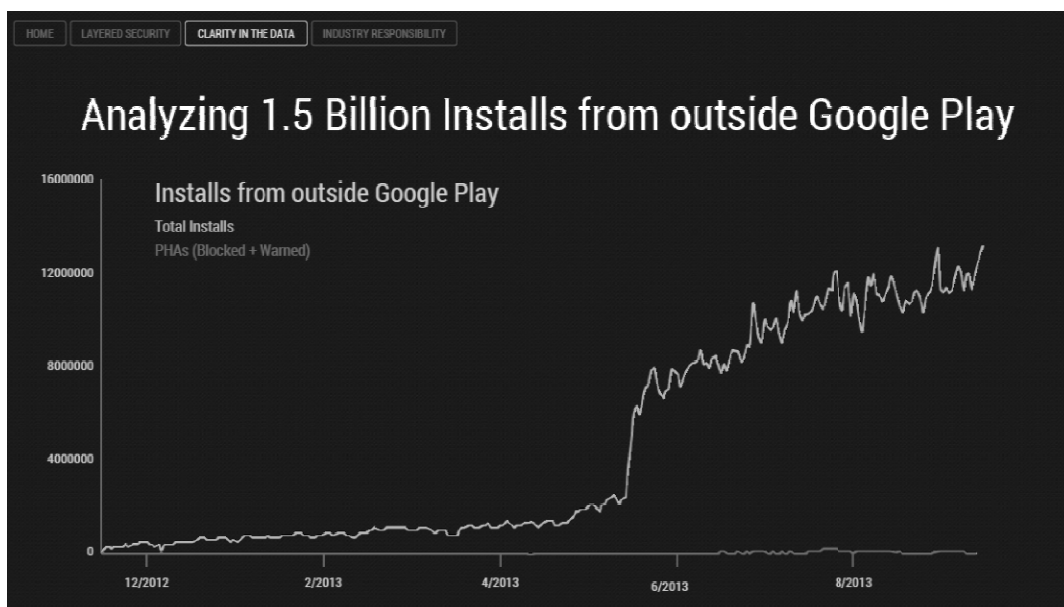 HOME LAYERED SECURITY CLARITY IN THE DATA INDUSTRY RESPONSIBILITY
Analyzing 1.5 Billion Installs from outside Google Play
Installs from outside Google Play
Total Installs
PHAs (Blocked + Warned)
16000000
12000000
8000000
4000000
0
12/2012 2/2013 4/2013 6/2013 8/2013